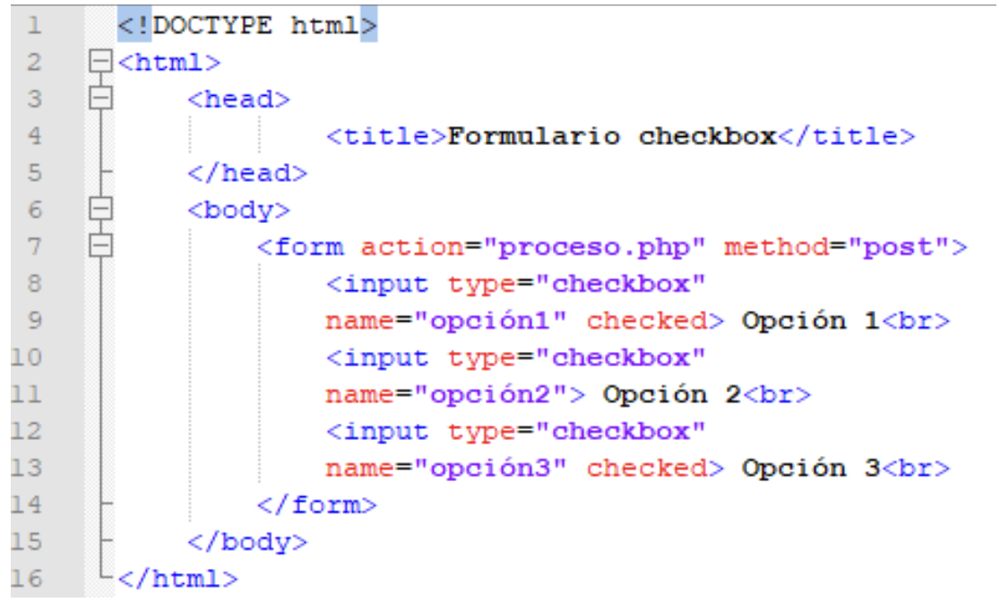 1 <!DOCTYPE html>
2 <html>
3 <head>
4 <title>Formulario checkbox</title>
5 </head>
6 <body>
7 <form action="proceso.php" method="post">
8 <input type="checkbox"
9 name="opción1" checked> Opción 1<br>
10 <input type="checkbox"
11 name="opción2"> Opción 2<br>
12 <input type="checkbox"
13 name="opción3" checked> Opción 3<br>
14 </form>
15 </body>
16 </html>